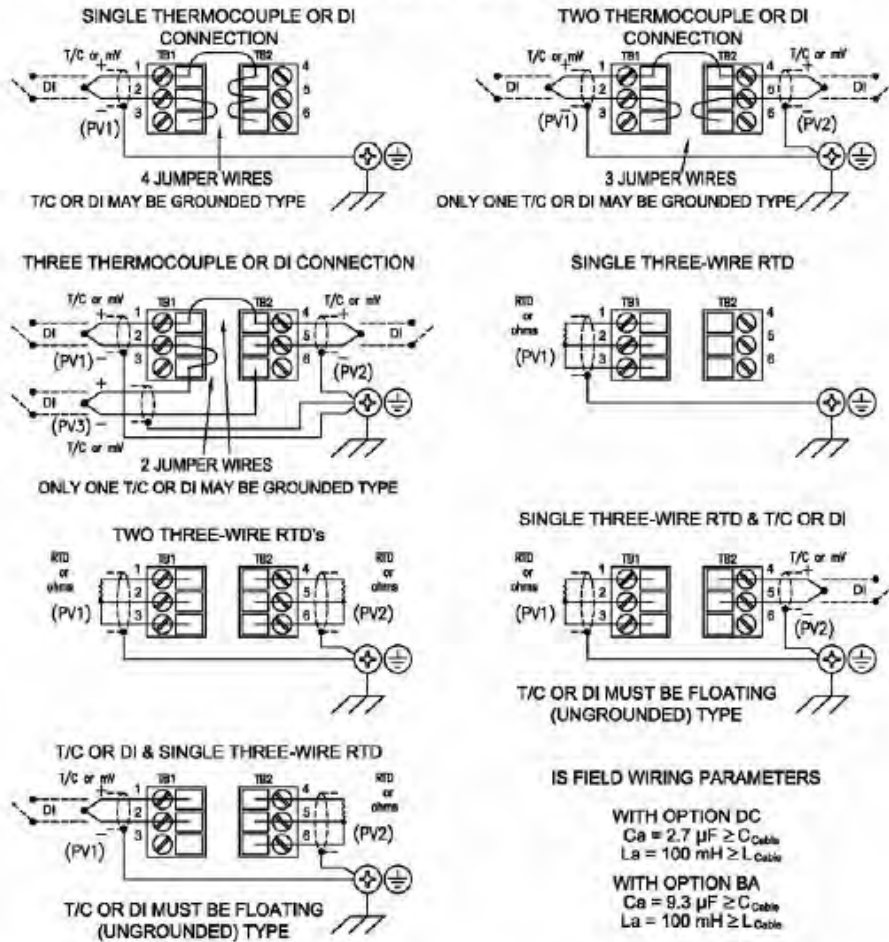 SINGLE THERMOCOUPLE OR DI
CONNECTION
T/C or mV
+
TB1
TB2
1
2
3
4
5
6
DI
−
(PV1)
4 JUMPER WIRES
T/C OR DI MAY BE GROUNDED TYPE
TWO THERMOCOUPLE OR DI
CONNECTION
T/C or mV
+
TB1
TB2
T/C or mV
+
1
2
3
4
5
6
DI
DI
−
(PV1)
−
(PV2)
3 JUMPER WIRES
ONLY ONE T/C OR DI MAY BE GROUNDED TYPE
THREE THERMOCOUPLE OR DI CONNECTION
T/C or mV
+
TB1
TB2
T/C or mV
+
1
2
3
4
5
6
DI
DI
(PV1) −
−
(PV2)
+
DI
(PV3) −
T/C or mV
2 JUMPER WIRES
ONLY ONE T/C OR DI MAY BE GROUNDED TYPE
SINGLE THREE-WIRE RTD
RTD
or
ohms
(PV1)
TB1
TB2
1
2
3
4
5
6
TWO THREE-WIRE RTD's
RTD
or
ohms
(PV1)
TB1
TB2
1
2
3
4
5
6
RTD
or
ohms
(PV2)
SINGLE THREE-WIRE RTD & T/C OR DI
RTD
or
ohms
(PV1)
TB1
TB2
1
2
3
4
5
6
T/C or mV
+
DI
−
(PV2)
T/C OR DI MUST BE FLOATING
(UNGROUNDED) TYPE
T/C OR DI & SINGLE THREE-WIRE RTD
T/C or mV
+
TB1
TB2
1
2
3
4
5
6
DI
−
(PV1)
RTD
or
ohms
(PV2)
T/C OR DI MUST BE FLOATING
(UNGROUNDED) TYPE
IS FIELD WIRING PARAMETERS
WITH OPTION DC
Ca = 2.7 µF ≥ CCable
La = 100 mH ≥ LCable
WITH OPTION BA
Ca = 9.3 µF ≥ CCable
La = 100 mH ≥ LCable